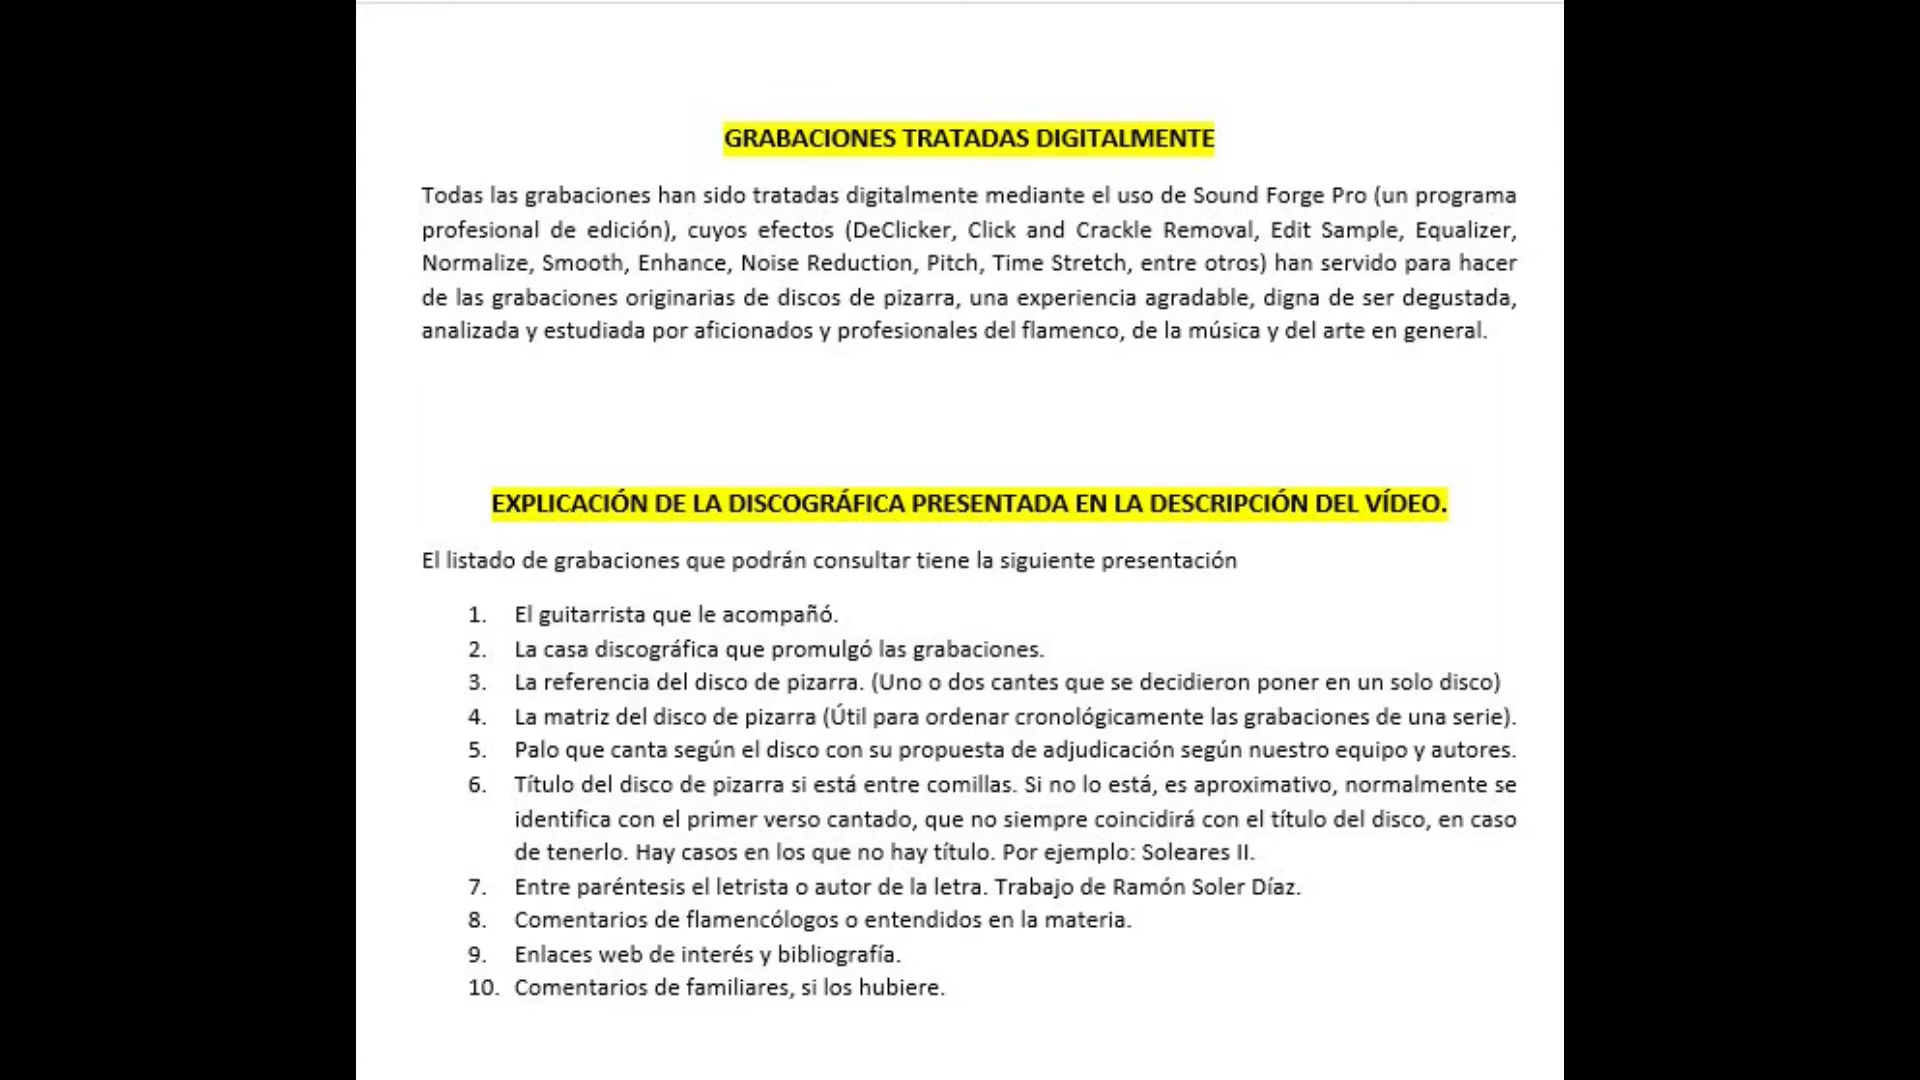 GRABACIONES TRATADAS DIGITALMENTE
Todas las grabaciones han sido tratadas digitalmente mediante el uso de Sound Forge Pro (un programa
profesional de edición), cuyos efectos (DeClicker, Click and Crackle Removal, Edit Sample, Equalizer,
Normalize, Smooth, Enhance, Noise Reduction, Pitch, Time Stretch, entre otros) han servido para hacer
de las grabaciones originarias de discos de pizarra, una experiencia agradable, digna de ser degustada,
analizada y estudiada por aficionados y profesionales del flamenco, de la música y del arte en general.
EXPLICACIÓN DE LA DISCOGRÁFICA PRESENTADA EN LA DESCRIPCIÓN DEL VÍDEO.
El listado de grabaciones que podrán consultar tiene la siguiente presentación
1. El guitarrista que le acompañó.
2. La casa discográfica que promulgó las grabaciones.
3. La referencia del disco de pizarra. (Uno o dos cantes que se decidieron poner en un solo disco)
4. La matriz del disco de pizarra (Útil para ordenar cronológicamente las grabaciones de una serie).
5. Palo que canta según el disco con su propuesta de adjudicación según nuestro equipo y autores.
6. Título del disco de pizarra si está entre comillas. Si no lo está, es aproximativo, normalmente se
identifica con el primer verso cantado, que no siempre coincidirá con el título del disco, en caso
de tenerlo. Hay casos en los que no hay título. Por ejemplo: Soleares II.
7. Entre paréntesis el letrista o autor de la letra. Trabajo de Ramón Soler Díaz.
8. Comentarios de flamencólogos o entendidos en la materia.
9. Enlaces web de interés y bibliografía.
10. Comentarios de familiares, si los hubiere.